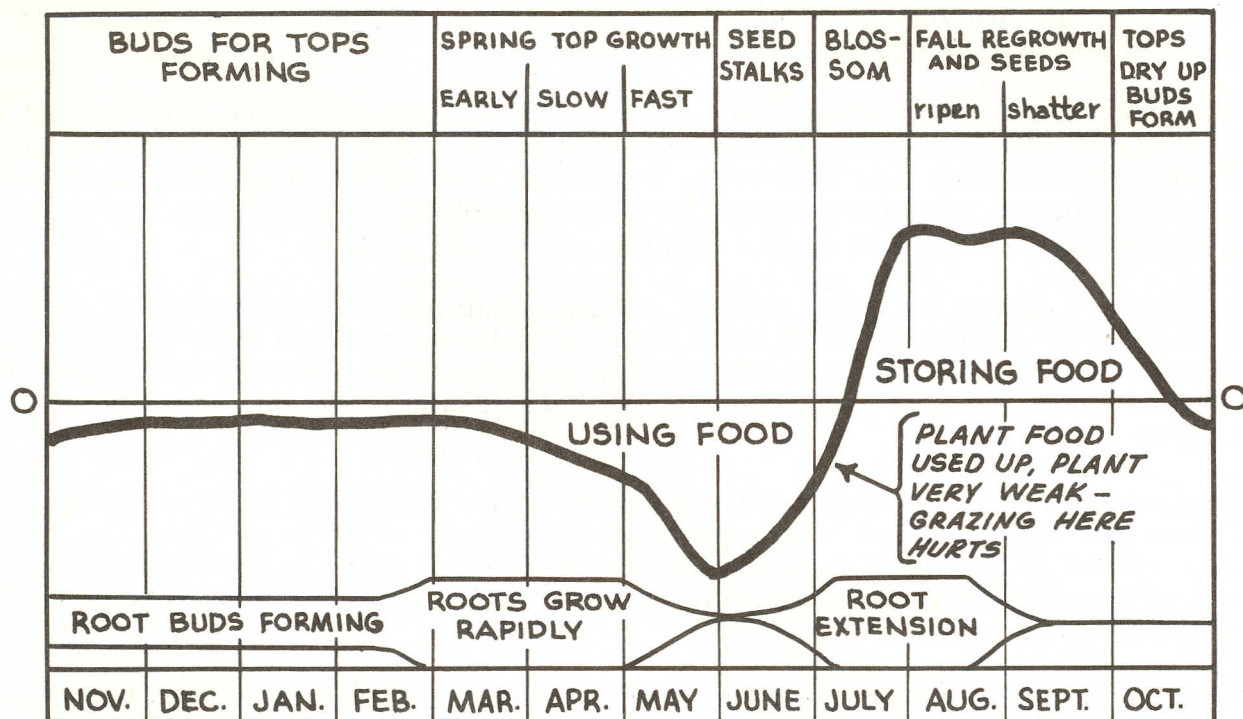 BUDS FOR TOPS
FORMING
SPRING TOP GROWTH
EARLY
SLOW
FAST
SEED
STALKS
BLOS-
SOM
FALL REGROWTH
AND SEEDS
ripen
shatter
TOPS
DRY UP
BUDS
FORM
O
O
STORING FOOD
USING FOOD
PLANT FOOD
USED UP, PLANT
VERY WEAK –
GRAZING HERE
HURTS
ROOT BUDS FORMING
ROOTS GROW
RAPIDLY
ROOT
EXTENSION
NOV.
DEC.
JAN.
FEB.
MAR.
APR.
MAY
JUNE
JULY
AUG.
SEPT.
OCT.